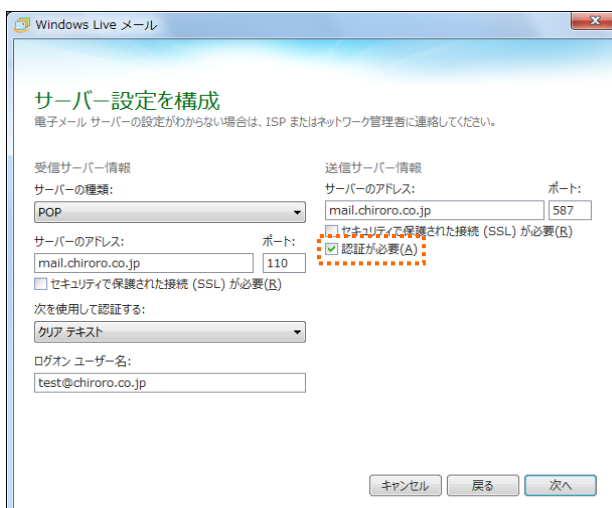 Windows Live メール
サーバー設定を構成
電子メール サーバーの設定がわからない場合は、ISP またはネットワーク管理者に連絡してください。
受信サーバー情報
サーバーの種類:
POP
サーバーのアドレス:
ポート:
mail.chiroro.co.jp
110
セキュリティで保護された接続 (SSL) が必要(R)
次を使用して認証する:
クリア テキスト
ログオン ユーザー名:
test@chiroro.co.jp
送信サーバー情報
サーバーのアドレス:
ポート:
mail.chiroro.co.jp
587
セキュリティで保護された接続 (SSL) が必要(R)
認証が必要(A)
キャンセル
戻る
次へ